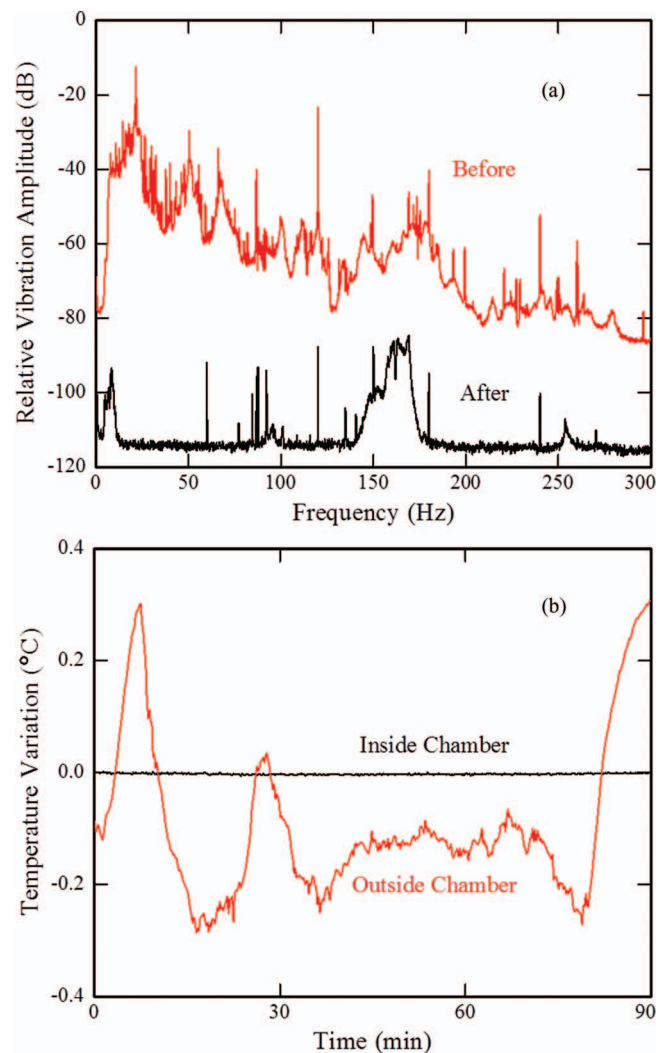 0
(a)
-20
Before
-40
-60
-80
After
-100
-120
0 50 100 150 200 250 300
Relative Vibration Amplitude (dB)
Frequency (Hz)
0.4
(b)
0.2
Inside Chamber
0.0
Outside Chamber
-0.2
-0.4
0 30 60 90
Temperature Variation (°C)
Time (min)